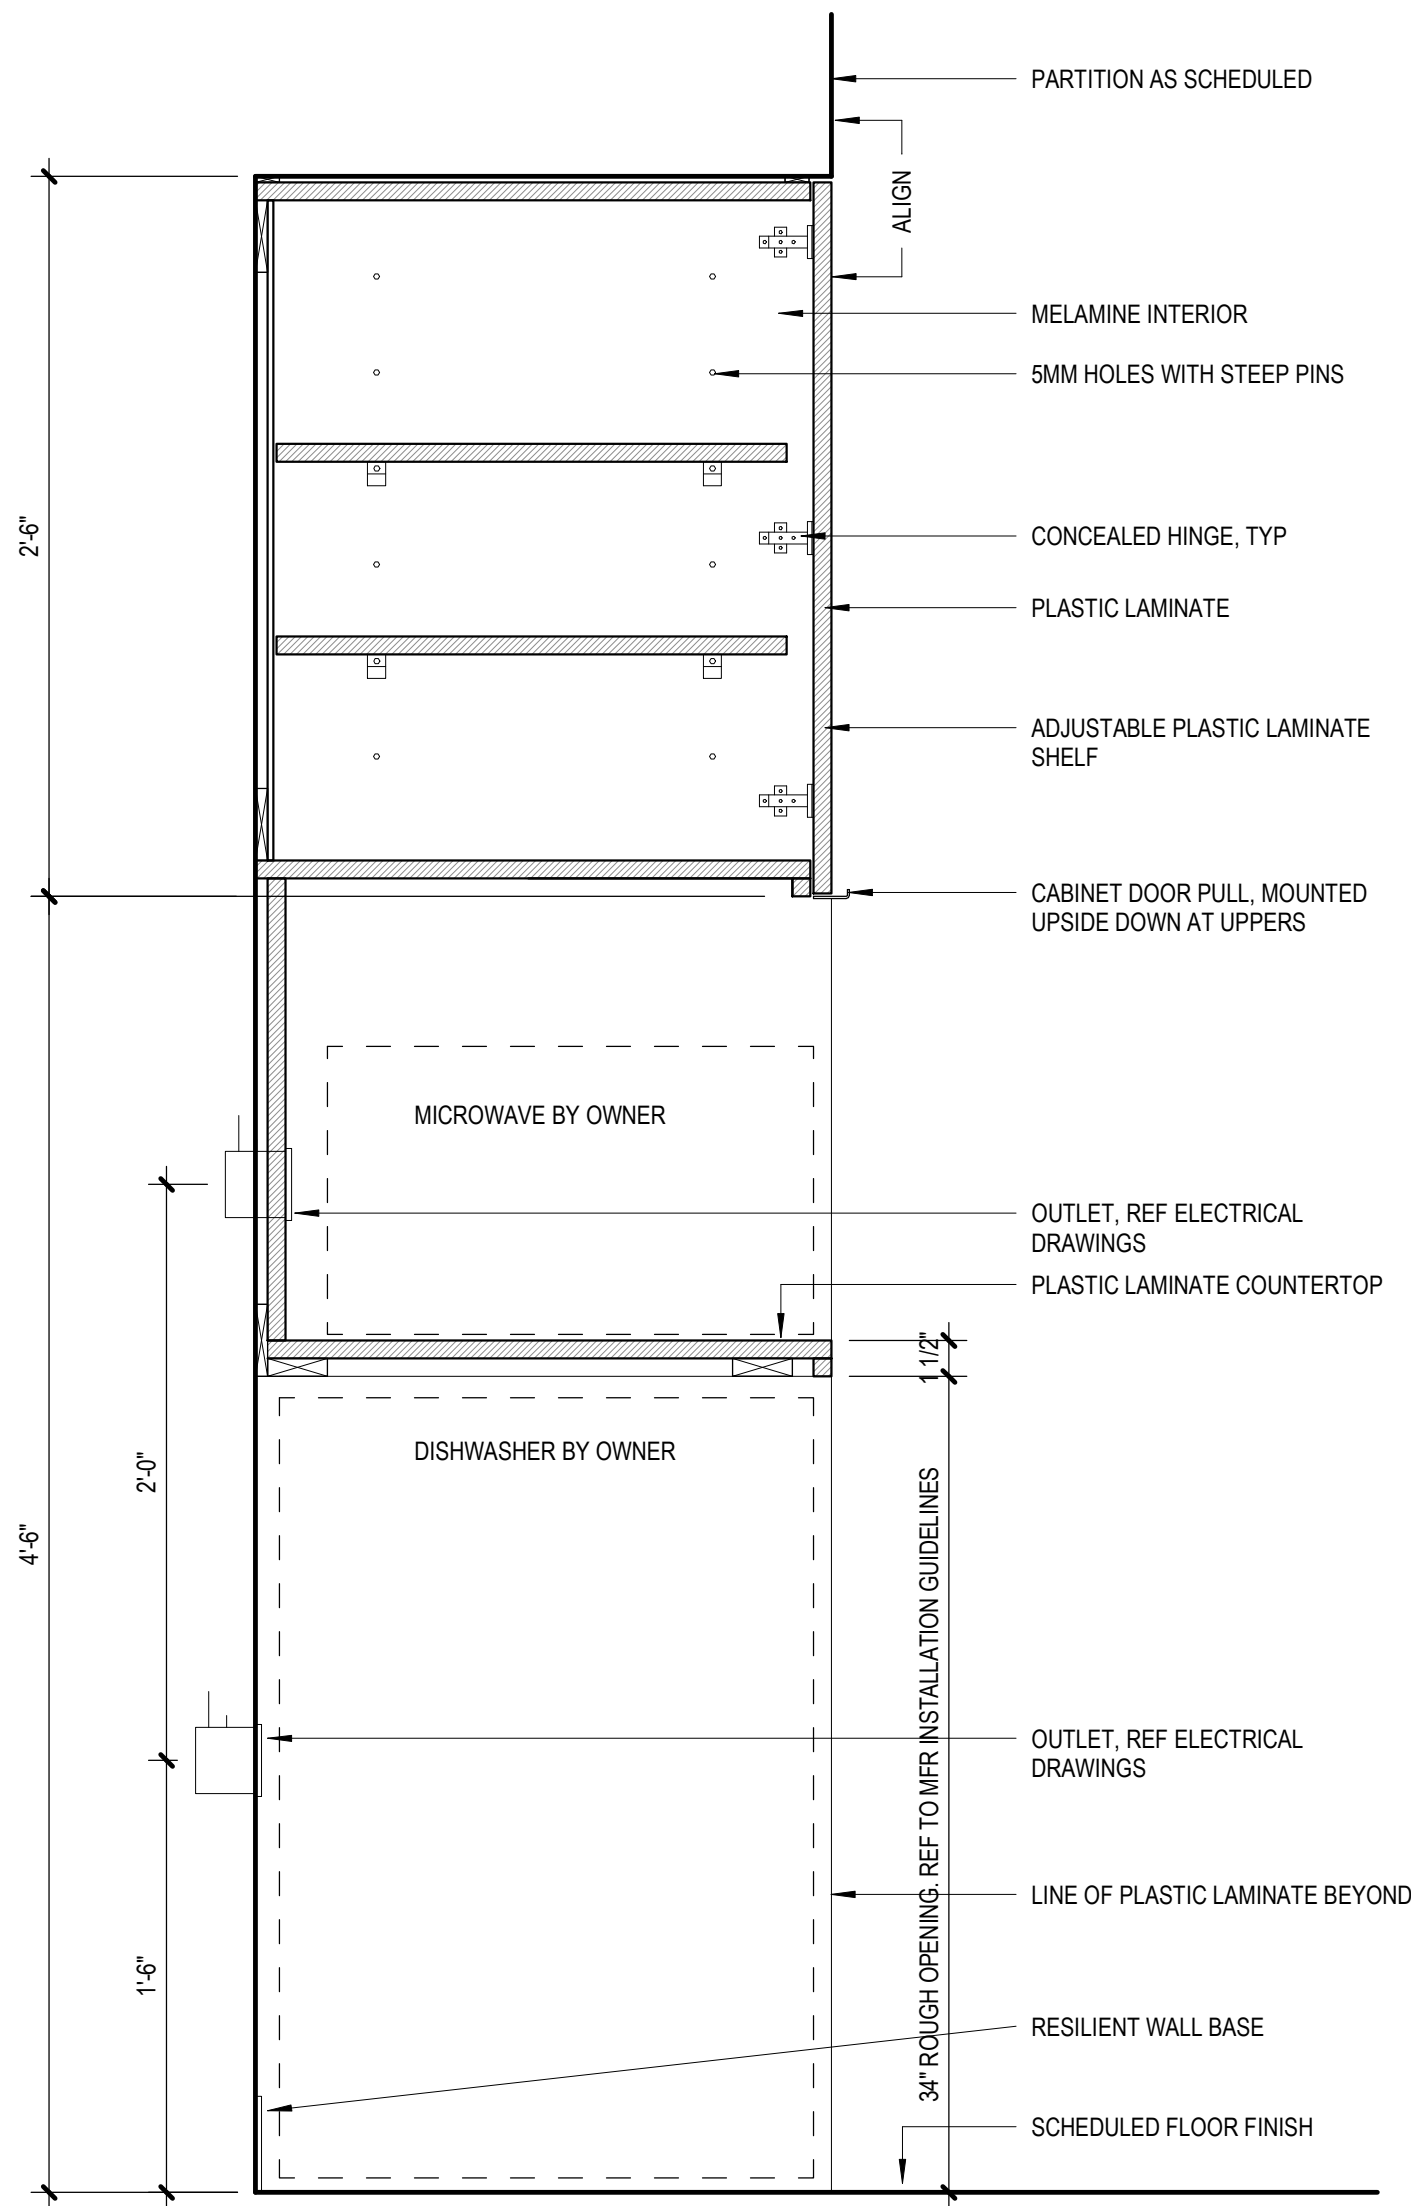 PARTITION AS SCHEDULED
ALIGN
MELAMINE INTERIOR
5MM HOLES WITH STEEP PINS
2'-6"
CONCEALED HINGE, TYP
PLASTIC LAMINATE
ADJUSTABLE PLASTIC LAMINATE
SHELF
CABINET DOOR PULL, MOUNTED
UPSIDE DOWN AT UPPERS
MICROWAVE BY OWNER
OUTLET, REF ELECTRICAL
DRAWINGS
PLASTIC LAMINATE COUNTERTOP
1 1/2"
DISHWASHER BY OWNER
2'-0"
4'-6"
34" ROUGH OPENING. REF TO MFR INSTALLATION GUIDELINES
OUTLET, REF ELECTRICAL
DRAWINGS
LINE OF PLASTIC LAMINATE BEYOND
1'-6"
RESILIENT WALL BASE
SCHEDULED FLOOR FINISH